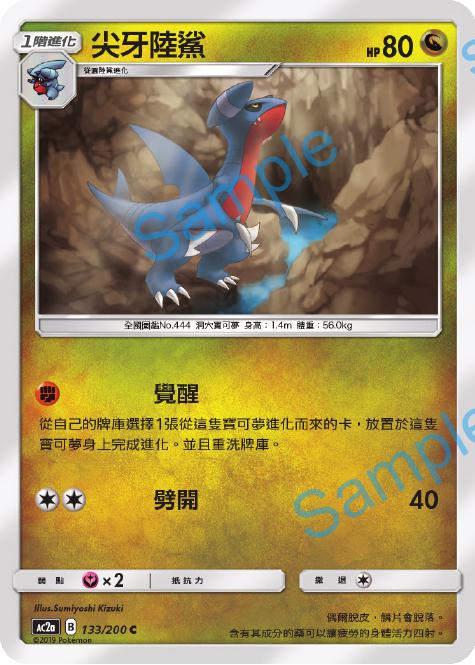 1階進化
尖牙陸鯊
HP 80
從圓陸鯊進化
Sample
全國圖鑑No.444 洞穴寶可夢 身高：1.4m 體重：56.0kg
覺醒
從自己的牌庫選擇1張從這隻寶可夢進化而來的卡，放置於這隻
寶可夢身上完成進化。並且重洗牌庫。
Sample
劈開 40
弱點 ×2 抵抗力 撤退
Illus.Sumiyoshi Kizuki
AC2a B 133/200 C
©2019 Pokémon
偶爾脫皮，鱗片會脫落。
含有其成分的藥可以讓疲勞的身體活力四射。